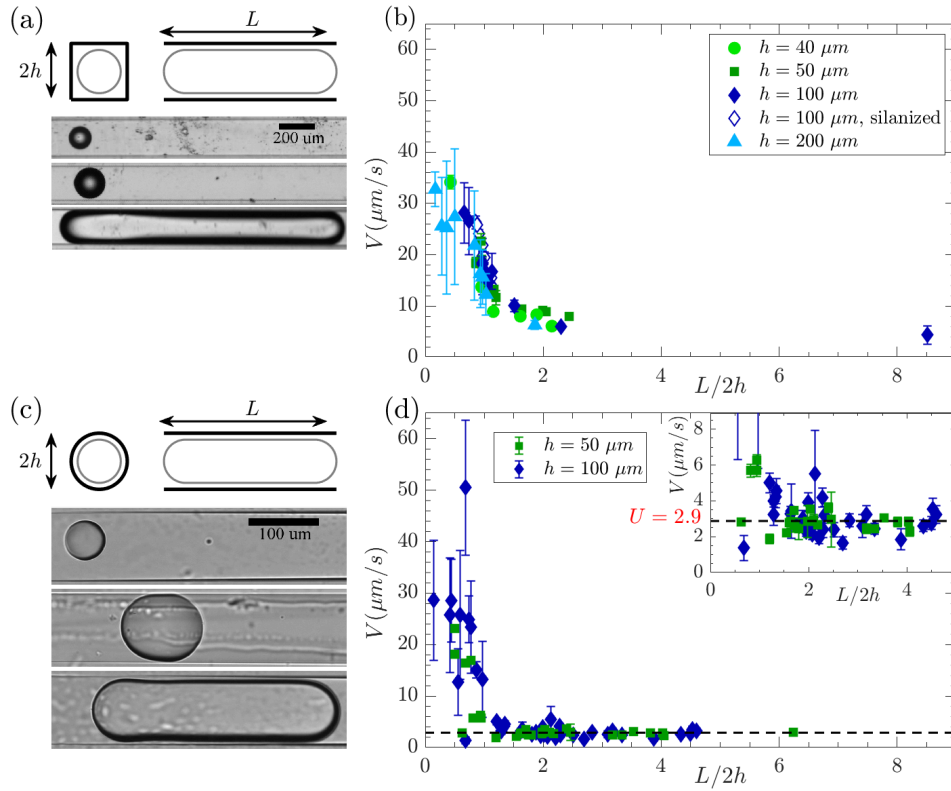 (a)
L
2h
200 um
(b)
60
50
40
30
20
10
0
V(μm/s)
0
2
4
6
8
L/2h
h = 40 μm
h = 50 μm
h = 100 μm
h = 100 μm, silanized
h = 200 μm
(c)
L
2h
100 um
(d)
60
50
40
30
20
10
0
V(μm/s)
0
2
4
6
8
L/2h
h = 50 μm
h = 100 μm
U = 2.9
8
6
4
2
0
V(μm/s)
0
2
4
L/2h